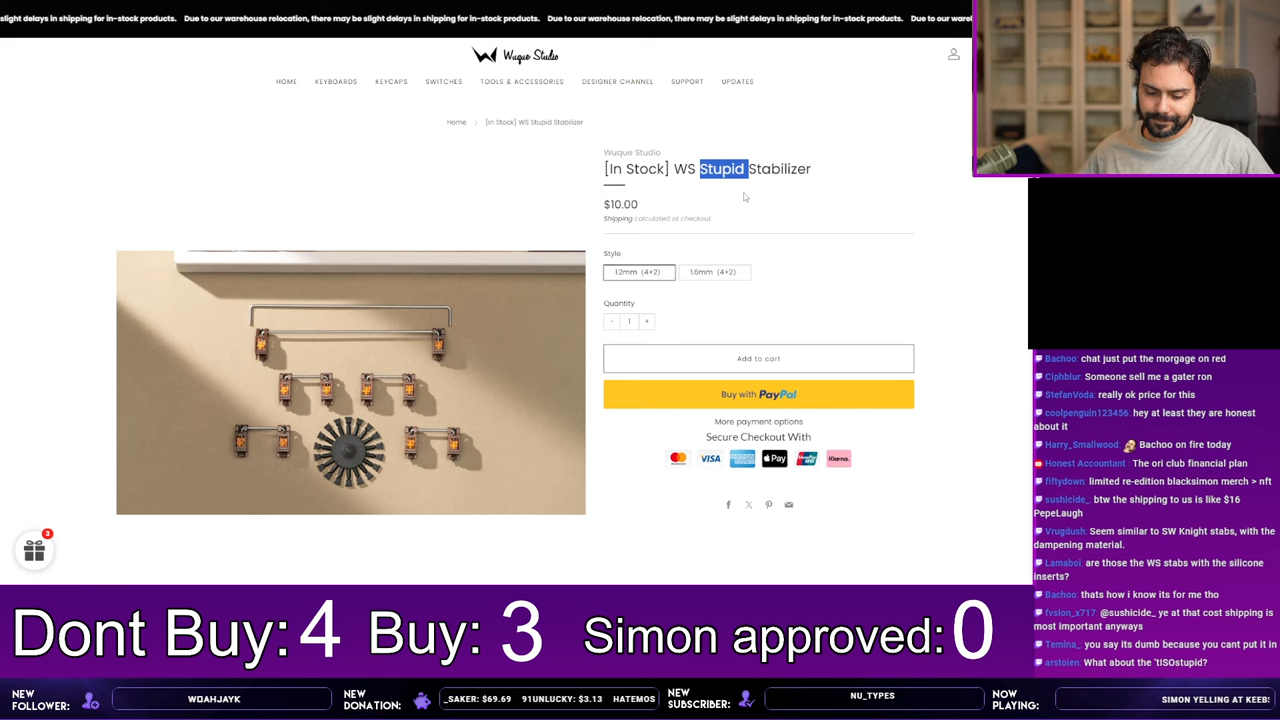 slight delays in shipping for in-stock products. Due to our warehouse relocation, there may be slight delays in shipping for in-stock products. Due to our warehouse relocation, there may be slight delays in shipping for in-stock products. Due to our
Wuque Studio
HOME KEYBOARDS KEYCAPS SWITCHES TOOLS & ACCESSORIES DESIGNER CHANNEL SUPPORT UPDATES
Home > [In Stock] WS Stupid Stabilizer
Wuque Studio
[In Stock] WS Stupid Stabilizer
$10.00
Shipping calculated at checkout
Style
1.2mm (4+2) 1.6mm (4+2)
Quantity
- 1 +
Add to cart
Buy with PayPal
More payment options
Secure Checkout With
VISA Pay Klarna
3
Bachoo: chat just put the morgage on red
Ciphblur: Someone sell me a gater ron
StefanVoda: really ok price for this
coolpenguin123456: hey at least they are honest
about it
Harry_Smallwood: Bachoo on fire today
Honest Accountant : The ori club financial plan
fiftydown: limited re-edition blacksimon merch > nft
sushicide_: btw the shipping to us is like $16
PepeLaugh
Vrugdush: Seem similar to SW Knight stabs, with the
dampening material.
Lamaboi: are those the WS stabs with the silicone
inserts?
Bachoo: thats how i know its for me tho
fvsion_x717: @sushicide_ ye at that cost shipping is
most important anyways
Temina_: you say its dumb because you cant put it in
arstoien: What about the 'tISOstupid?
Dont Buy: 4 Buy: 3 Simon approved: 0
NEW FOLLOWER: WOAHJAYK NEW DONATION: _SAKER: $69.69 91UNLUCKY: $3.13 HATEMOS NEW SUBSCRIBER: NU_TYPES NOW PLAYING: SIMON YELLING AT KEEBS